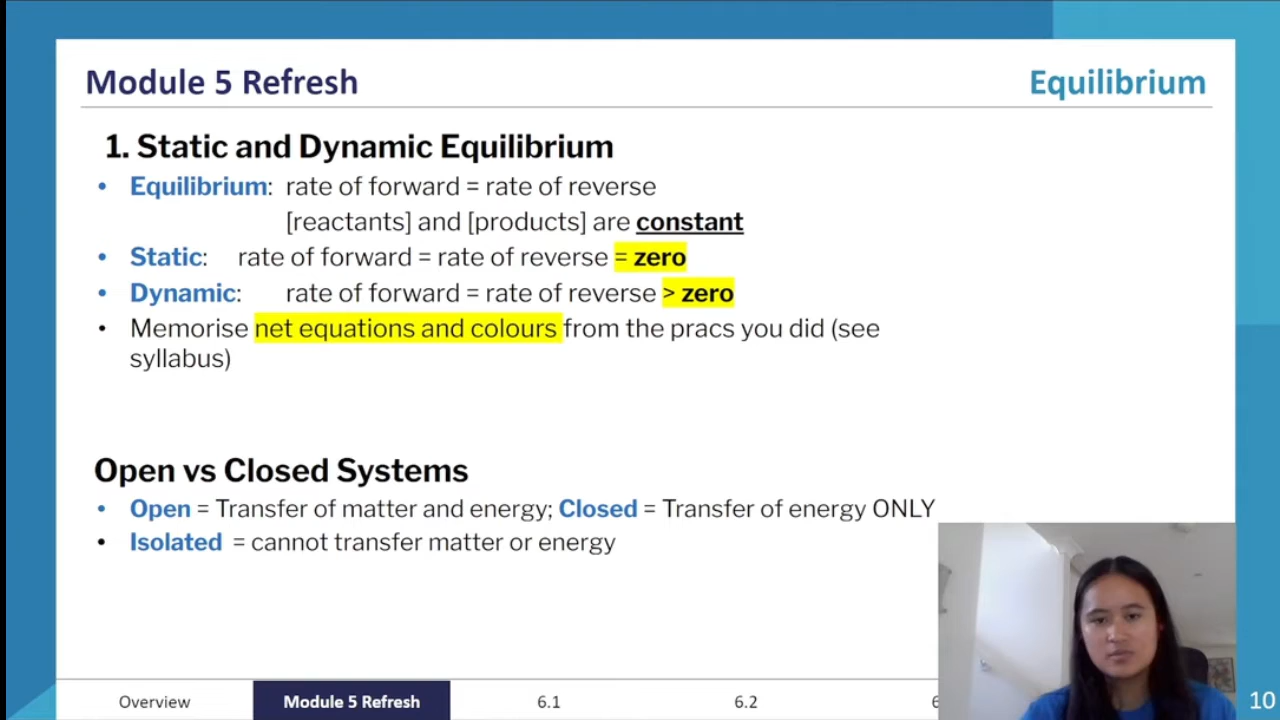 Module 5 Refresh
Equilibrium
1. Static and Dynamic Equilibrium
• Equilibrium: rate of forward = rate of reverse
[reactants] and [products] are constant
• Static: rate of forward = rate of reverse = zero
• Dynamic: rate of forward = rate of reverse > zero
• Memorise net equations and colours from the pracs you did (see
syllabus)
Open vs Closed Systems
• Open = Transfer of matter and energy; Closed = Transfer of energy ONLY
• Isolated = cannot transfer matter or energy
Overview Module 5 Refresh 6.1 6.2
10